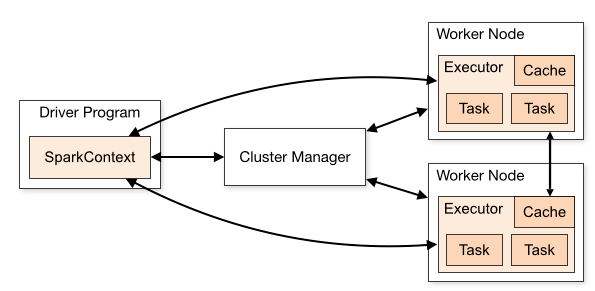 Driver Program
SparkContext
Cluster Manager
Worker Node
Executor
Cache
Task
Task
Worker Node
Executor
Cache
Task
Task